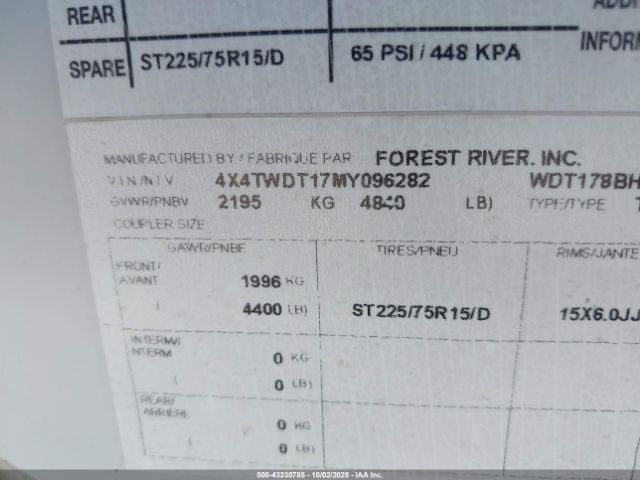 REAR
SPARE ST225/75R15/D 65 PSI / 448 KPA INFORM
MANUFACTURED BY / FABRIQUE PAR FOREST RIVER, INC.
V I N / N I V 4X4TWDT17MY096282 WDT178BH
GVWR/PNBV 2195 KG 4840 LB) TYPE/TYPE
COUPLER SIZE
GAWR/PNBE TIRES/PNEU RIMS/JANTE
FRONT/
AVANT 1996 KG
( 4400 LB) ST225/75R15/D 15X6.0JJ
INTERM/
INTERM 0 KG
( 0 LB)
REAR/
ARRIERE 0 KG
( 0 LB)
000-43330785 - 10/02/2025 - IAAI.COM